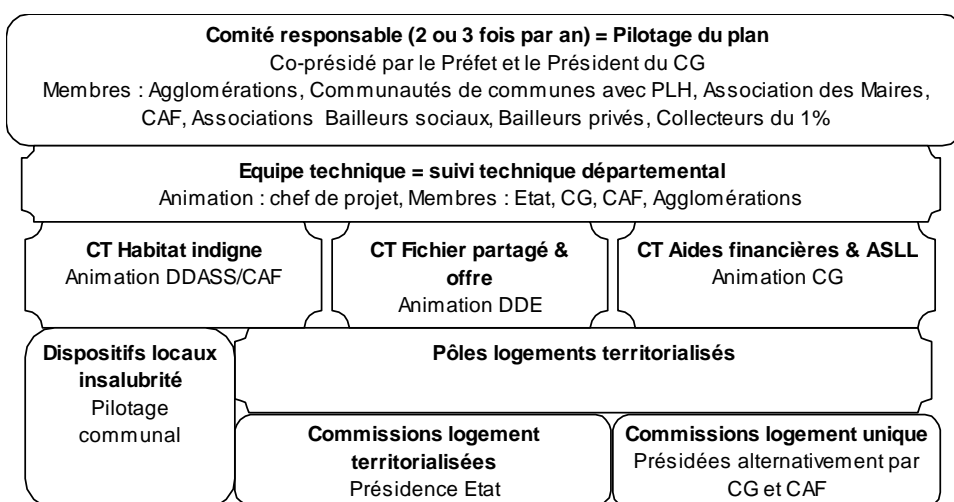 Comité responsable (2 ou 3 fois par an) = Pilotage du plan
Co-présidé par le Préfet et le Président du CG
Membres : Agglomérations, Communautés de communes avec PLH, Association des Maires,
CAF, Associations Bailleurs sociaux, Bailleurs privés, Collecteurs du 1%
Equipe technique = suivi technique départemental
Animation : chef de projet, Membres : Etat, CG, CAF, Agglomérations
CT Habitat indigne
Animation DDASS/CAF
CT Fichier partagé &
offre
Animation DDE
CT Aides financières & ASLL
Animation CG
Dispositifs locaux
insalubrité
Pilotage
communal
Pôles logements territorialisés
Commissions logement
territorialisées
Présidence Etat
Commissions logement unique
Présidées alternativement par
CG et CAF